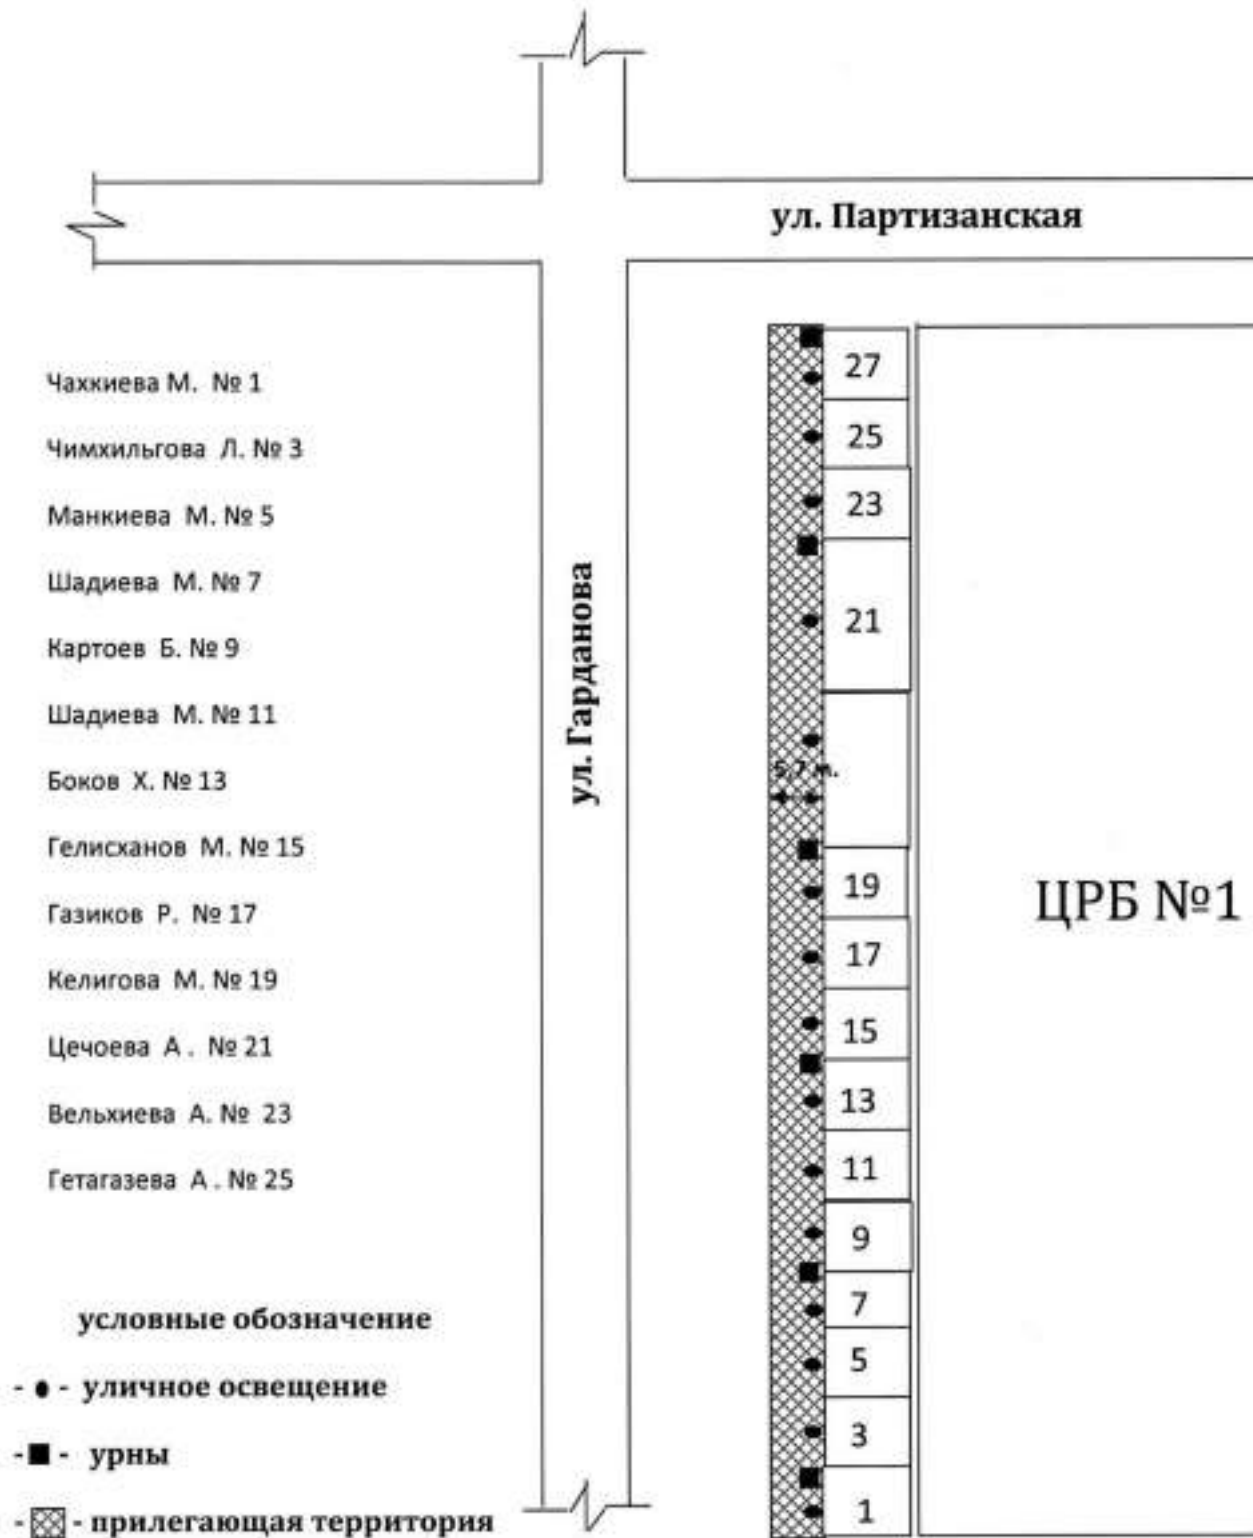 ул. Партизанская
Чахкиева М. № 1
Чимхильгова Л. № 3
Манкиева М. № 5
Шадиева М. № 7
Картоев Б. № 9
Шадиева М. № 11
Боков Х. № 13
Гелисханов М. № 15
Газиков Р. № 17
Келигова М. № 19
Цечоева А . № 21
Вельхиева А. № 23
Гетагазева А . № 25
ул. Гарданова
27
25
23
21
5,7 м.
19
17
15
13
11
9
7
5
3
1
ЦРБ №1
условные обозначение
- ● - уличное освещение
- ■ - урны
- ▩ - прилегающая территория